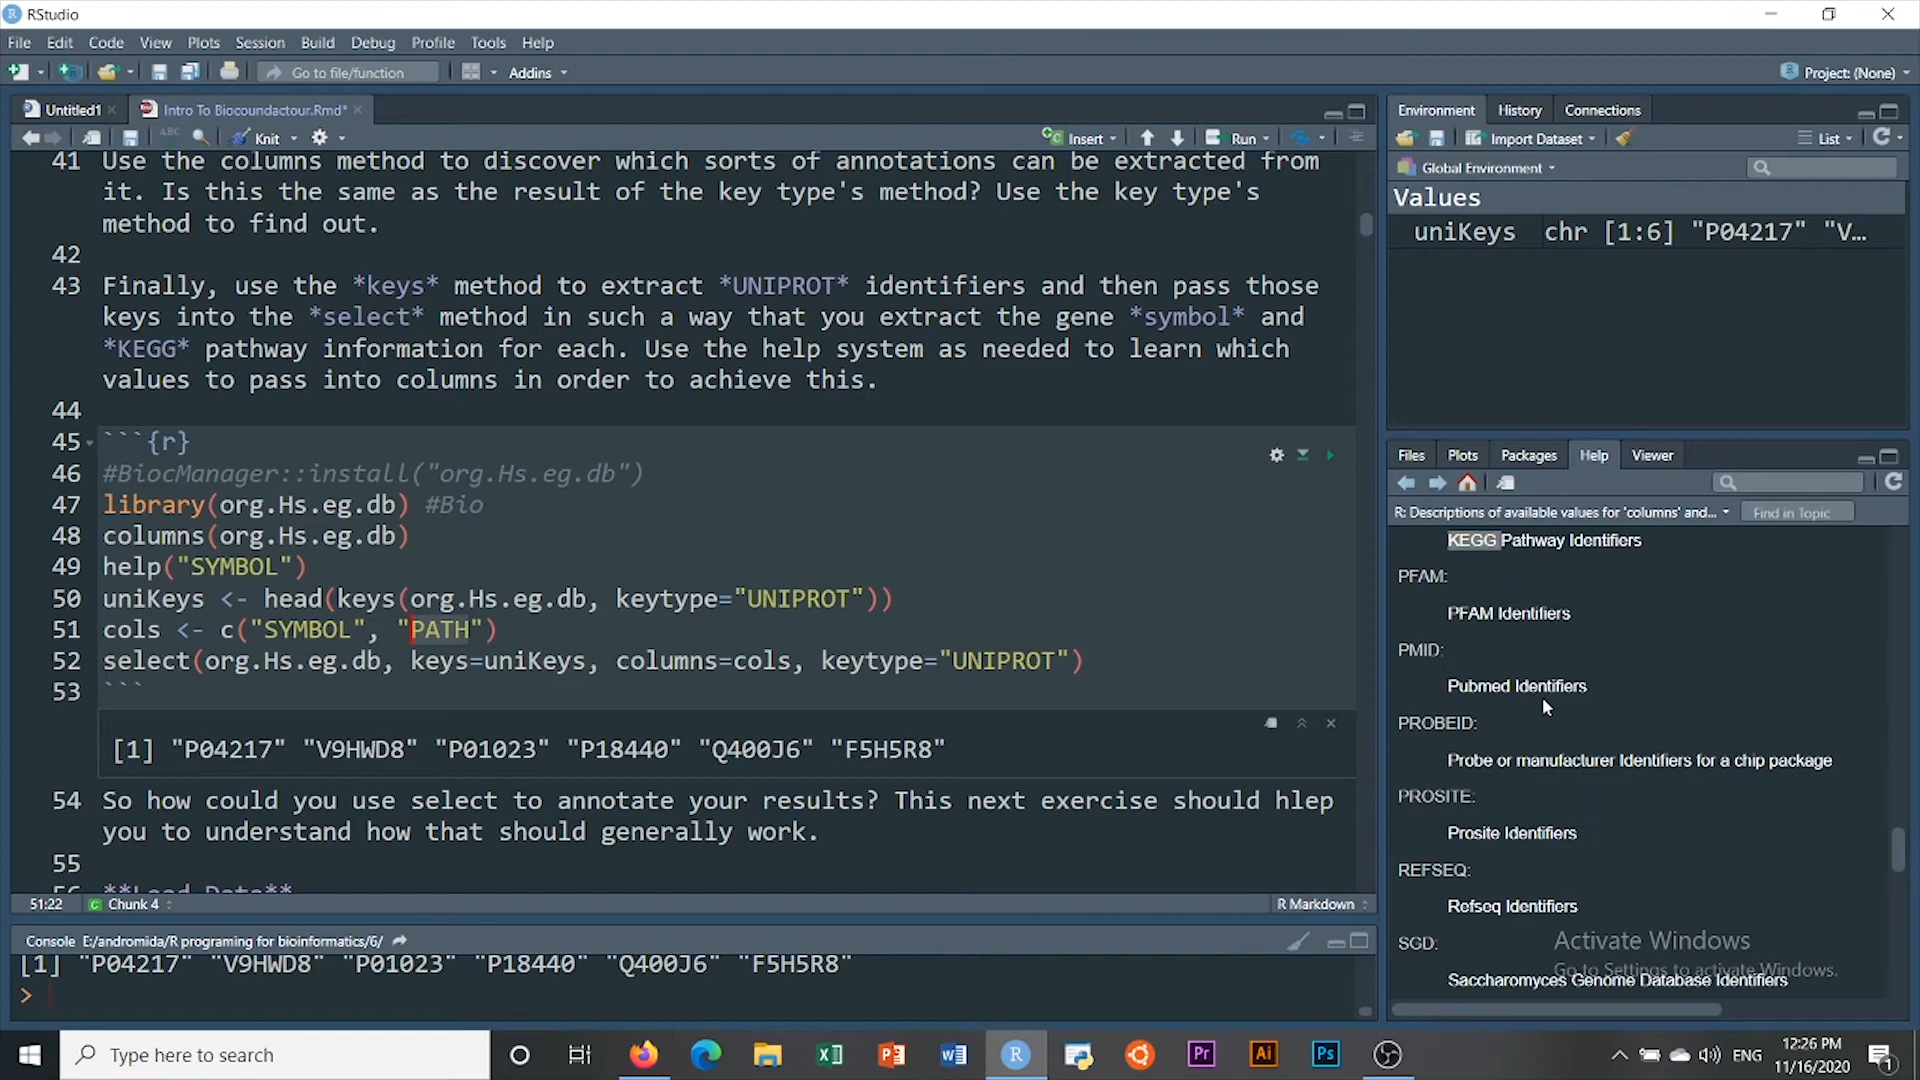 RStudio
File Edit Code View Plots Session Build Debug Profile Tools Help
Go to file/function Addins Project: (None)
Untitled1 Intro To Biocoundactour.Rmd*
ABC Knit Insert Run
41 Use the columns method to discover which sorts of annotations can be extracted from
it. Is this the same as the result of the key type's method? Use the key type's
method to find out.
42
43 Finally, use the *keys* method to extract *UNIPROT* identifiers and then pass those
keys into the *select* method in such a way that you extract the gene *symbol* and
*KEGG* pathway information for each. Use the help system as needed to learn which
values to pass into columns in order to achieve this.
44
45 ```{r}
46 #BiocManager::install("org.Hs.eg.db")
47 library(org.Hs.eg.db) #Bio
48 columns(org.Hs.eg.db)
49 help("SYMBOL")
50 uniKeys <- head(keys(org.Hs.eg.db, keytype="UNIPROT"))
51 cols <- c("SYMBOL", "PATH")
52 select(org.Hs.eg.db, keys=uniKeys, columns=cols, keytype="UNIPROT")
53 ```
[1] "P04217" "V9HWD8" "P01023" "P18440" "Q400J6" "F5H5R8"
54 So how could you use select to annotate your results? This next exercise should hlep
you to understand how that should generally work.
55
56 **Load Data**
51:22 Chunk 4 R Markdown
Console E:/andromida/R programing for bioinformatics/6/
[1] "P04217" "V9HWD8" "P01023" "P18440" "Q400J6" "F5H5R8"
>
Environment History Connections
Import Dataset List
Global Environment
Values
uniKeys chr [1:6] "P04217" "V…
Files Plots Packages Help Viewer
R: Descriptions of available values for 'columns' and... Find in Topic
KEGG Pathway Identifiers
PFAM:
PFAM Identifiers
PMID:
Pubmed Identifiers
PROBEID:
Probe or manufacturer Identifiers for a chip package
PROSITE:
Prosite Identifiers
REFSEQ:
Refseq Identifiers
SGD:
Saccharomyces Genome Database Identifiers
Activate Windows
Go to Settings to activate Windows.
Type here to search
Pr Ai Ps
ENG
12:26 PM
11/16/2020
1